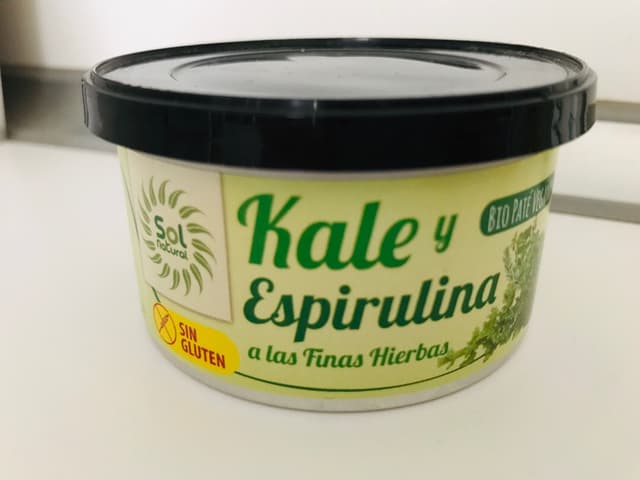 Sol
Natural
Kale y
Espirulina
a las Finas Hierbas
BIO PATÉ
SIN
GLUTEN